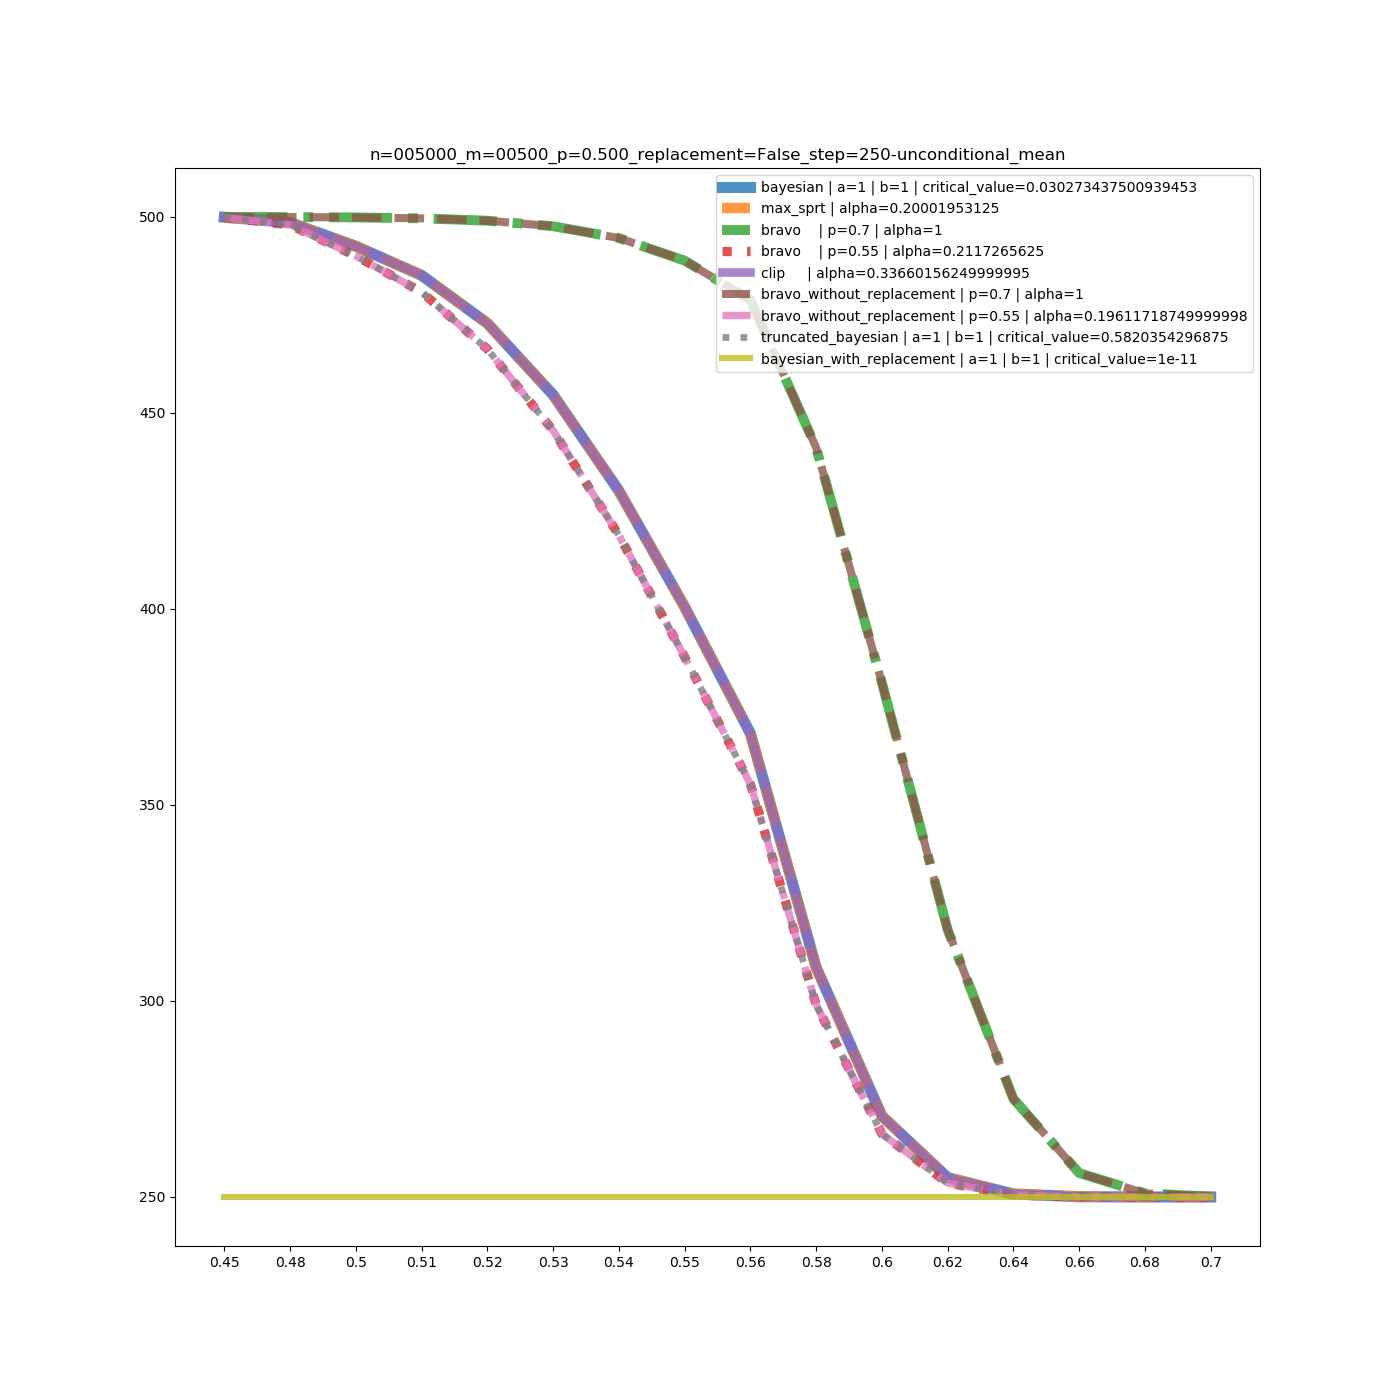 n=005000_m=00500_p=0.500_replacement=False_step=250-unconditional_mean
bayesian | a=1 | b=1 | critical_value=0.030273437500939453
max_sprt | alpha=0.20001953125
bravo    | p=0.7 | alpha=1
bravo    | p=0.55 | alpha=0.2117265625
clip     | alpha=0.33660156249999995
bravo_without_replacement | p=0.7 | alpha=1
bravo_without_replacement | p=0.55 | alpha=0.19611718749999998
truncated_bayesian | a=1 | b=1 | critical_value=0.5820354296875
bayesian_with_replacement | a=1 | b=1 | critical_value=1e-11
500
450
400
350
300
250
0.45 0.48 0.5 0.51 0.52 0.53 0.54 0.55 0.56 0.58 0.6 0.62 0.64 0.66 0.68 0.7